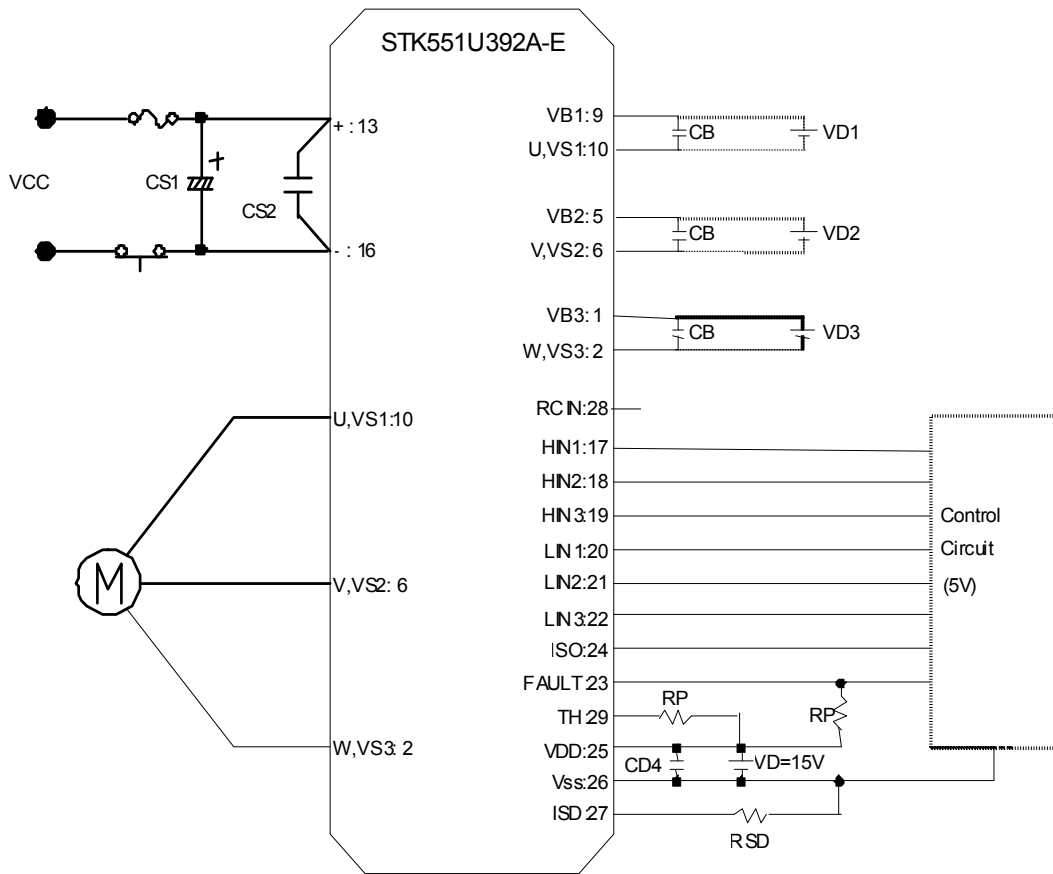 STK551U392A-E
VCC
CS1
+
CS2
+ : 13
- : 16
U,VS1:10
M
V,VS2: 6
W,VS3: 2
VB1: 9
U,VS1:10
CB
VD1
VB2: 5
V,VS2: 6
CB
VD2
VB3: 1
W,VS3: 2
CB
VD3
RCIN:28
HIN1:17
HIN2:18
HIN3:19
LIN1:20
LIN2:21
LIN3:22
ISO:24
FAULT:23
TH:29
VDD:25
Vss:26
ISD:27
RP
RP
CD4
VD=15V
RSD
Control
Circuit
(5V)